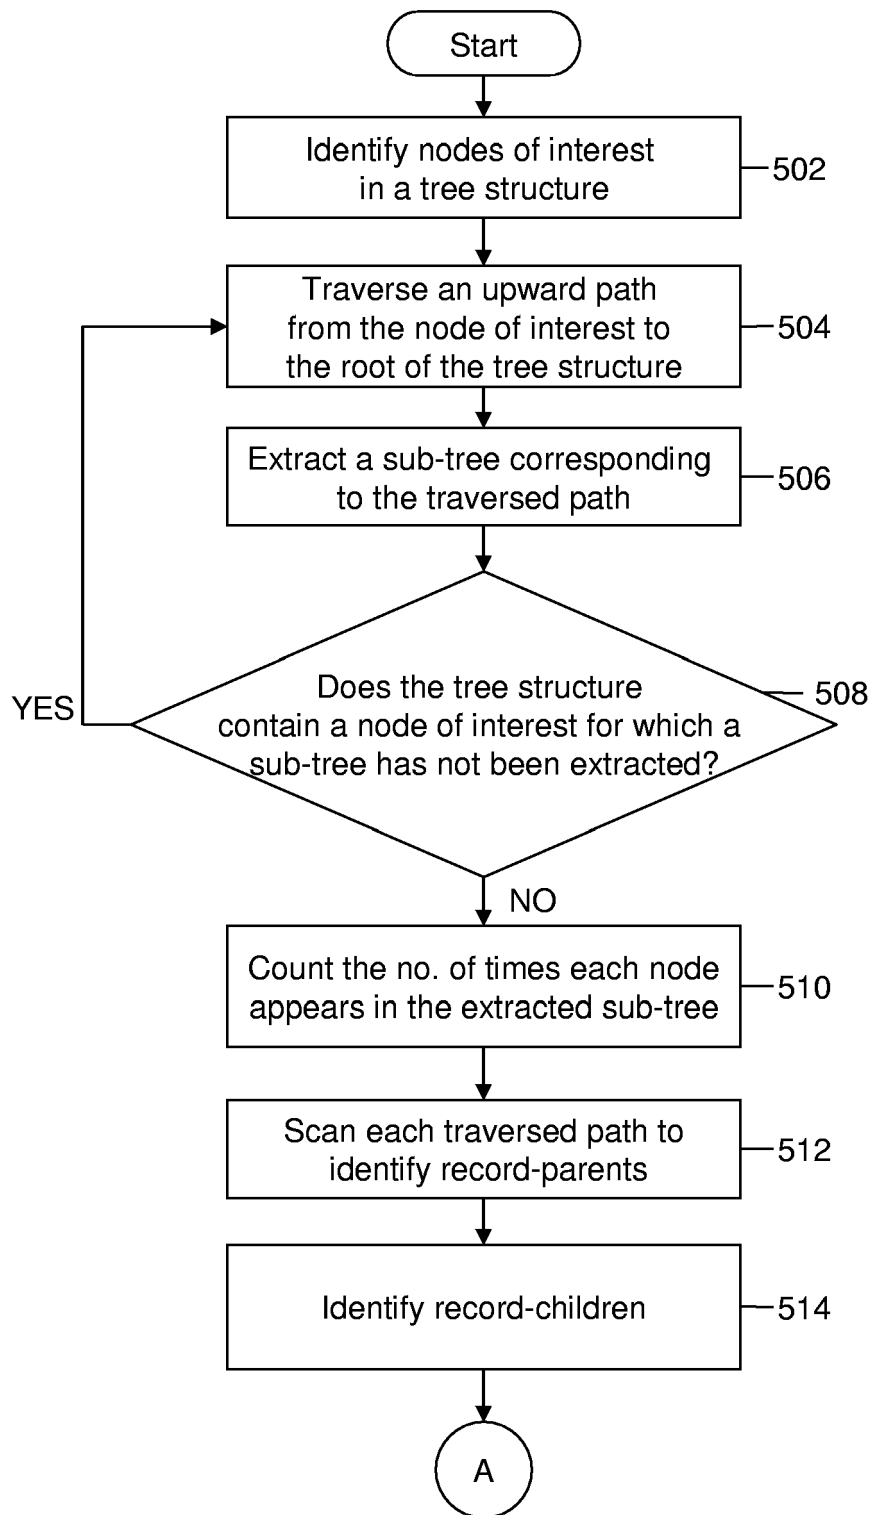 Start
Identify nodes of interest
in a tree structure
502
Traverse an upward path
from the node of interest to
the root of the tree structure
504
Extract a sub-tree corresponding
to the traversed path
506
Does the tree structure
contain a node of interest for which a
sub-tree has not been extracted?
508
YES
NO
Count the no. of times each node
appears in the extracted sub-tree
510
Scan each traversed path to
identify record-parents
512
Identify record-children
514
A